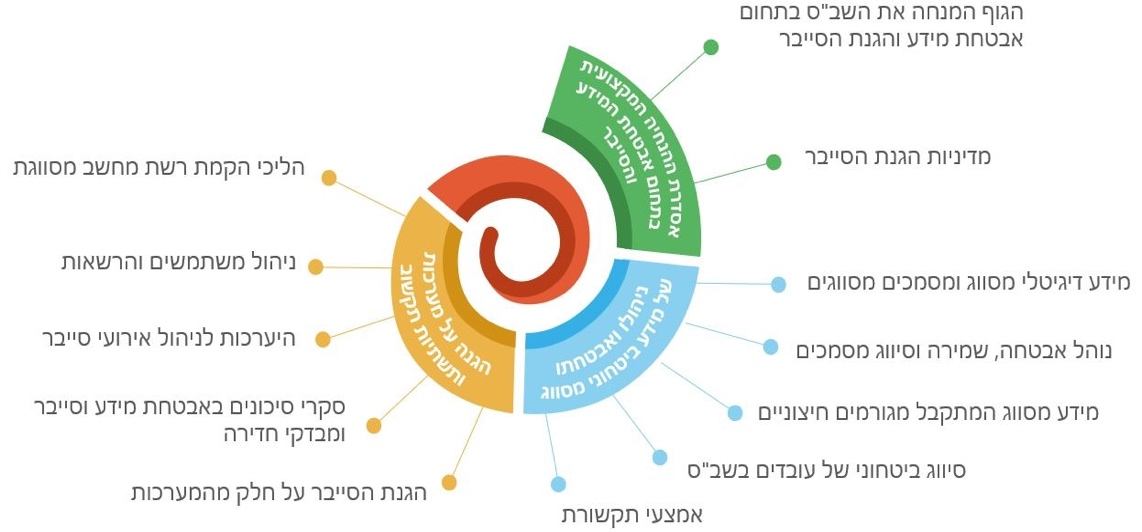 הגוף המנחה את השב"ס בתחום
אבטחת מידע והגנת הסייבר
מדיניות הגנת הסייבר
אסדרת ההנחיה המקצועית
בתחום אבטחת המידע
והסייבר
מידע דיגיטלי מסווג ומסמכים מסווגים
נוהל אבטחה, שמירה וסיווג מסמכים
מידע מסווג המתקבל מגורמים חיצוניים
סיווג ביטחוני של עובדים בשב"ס
אמצעי תקשורת
ניהולו ואבטחתו
של מידע ביטחוני מסווג
הליכי הקמת רשת מחשב מסווגת
ניהול משתמשים והרשאות
היערכות לניהול אירועי סייבר
סקרי סיכונים באבטחת מידע וסייבר
ומבדקי חדירה
הגנת הסייבר על חלק מהמערכות
הגנה על מערכות
ותשתיות תקשוב